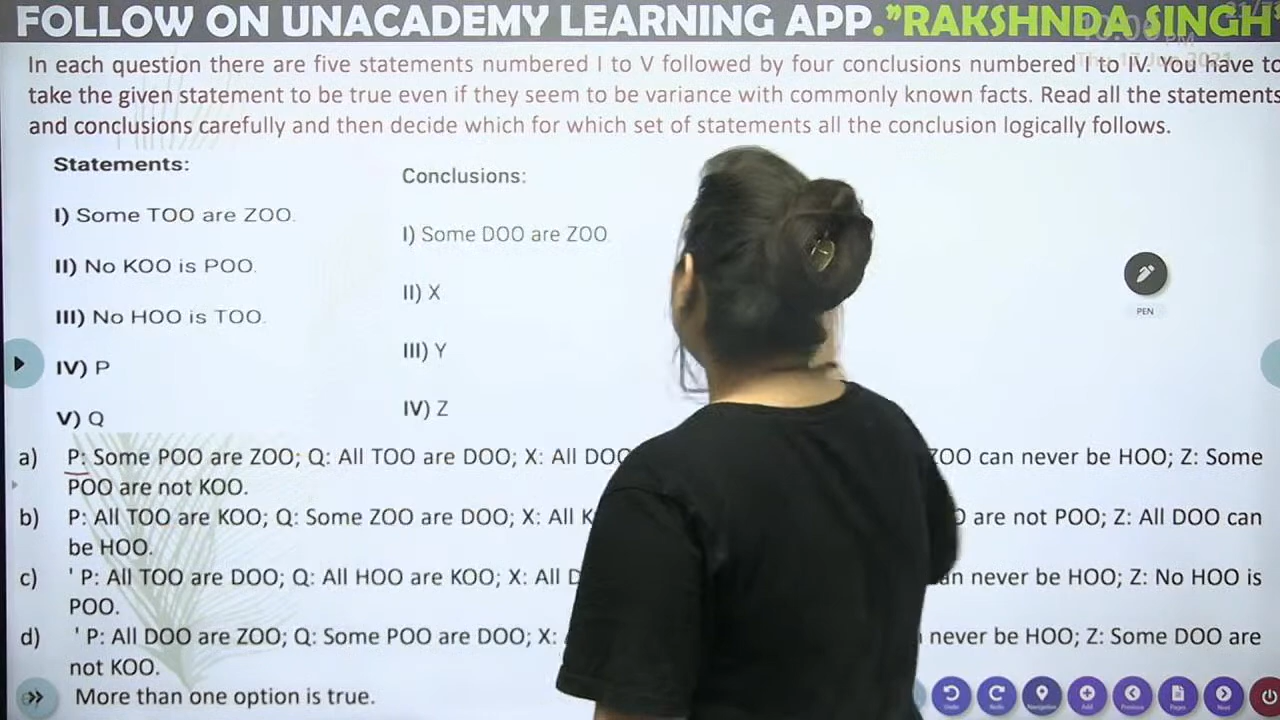 FOLLOW ON UNACADEMY LEARNING APP."RAKSHNDA SINGH"
In each question there are five statements numbered I to V followed by four conclusions numbered I to IV. You have to
take the given statement to be true even if they seem to be variance with commonly known facts. Read all the statements
and conclusions carefully and then decide which for which set of statements all the conclusion logically follows.
Statements:
Conclusions:
I) Some TOO are ZOO.
I) Some DOO are ZOO
II) No KOO is POO.
II) X
PEN
III) No HOO is TOO.
III) Y
IV) P
IV) Z
V) Q
a) P: Some POO are ZOO; Q: All TOO are DOO; X: All DOO ZOO can never be HOO; Z: Some
POO are not KOO.
b) P: All TOO are KOO; Q: Some ZOO are DOO; X: All are not POO; Z: All DOO can
be HOO.
c) ' P: All TOO are DOO; Q: All HOO are KOO; X: All never be HOO; Z: No HOO is
POO.
d) ' P: All DOO are ZOO; Q: Some POO are DOO; X: never be HOO; Z: Some DOO are
not KOO.
More than one option is true.
Undo Redo Navigation Add Previous Pages Next